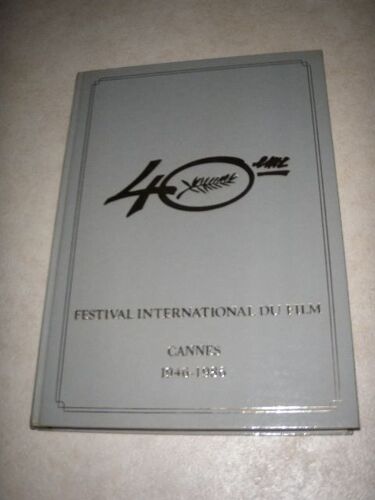 40ème
FESTIVAL INTERNATIONAL DU FILM
CANNES
1946-1986